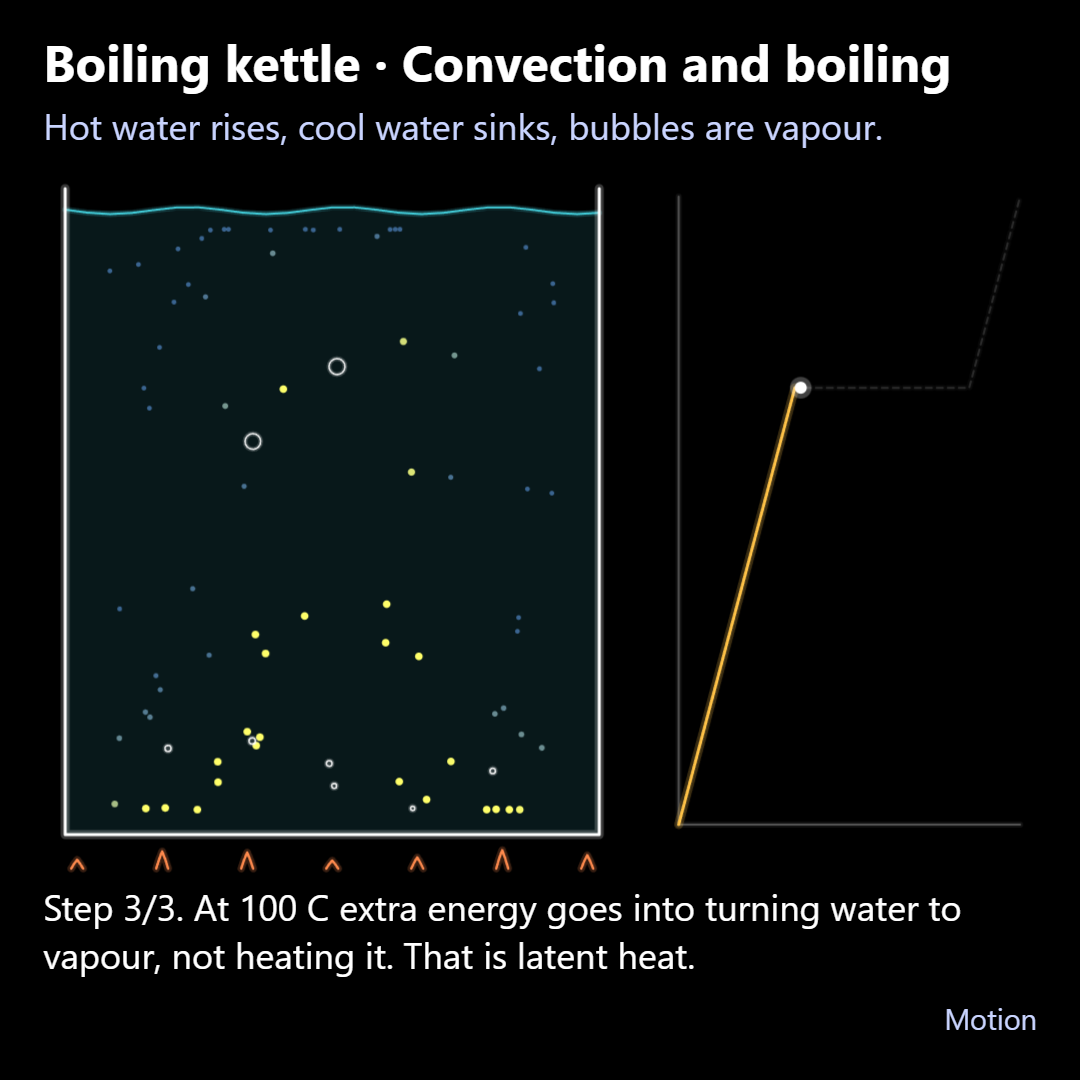 Boiling kettle · Convection and boiling
Hot water rises, cool water sinks, bubbles are vapour.
Step 3/3. At 100 C extra energy goes into turning water to
vapour, not heating it. That is latent heat.
Motion